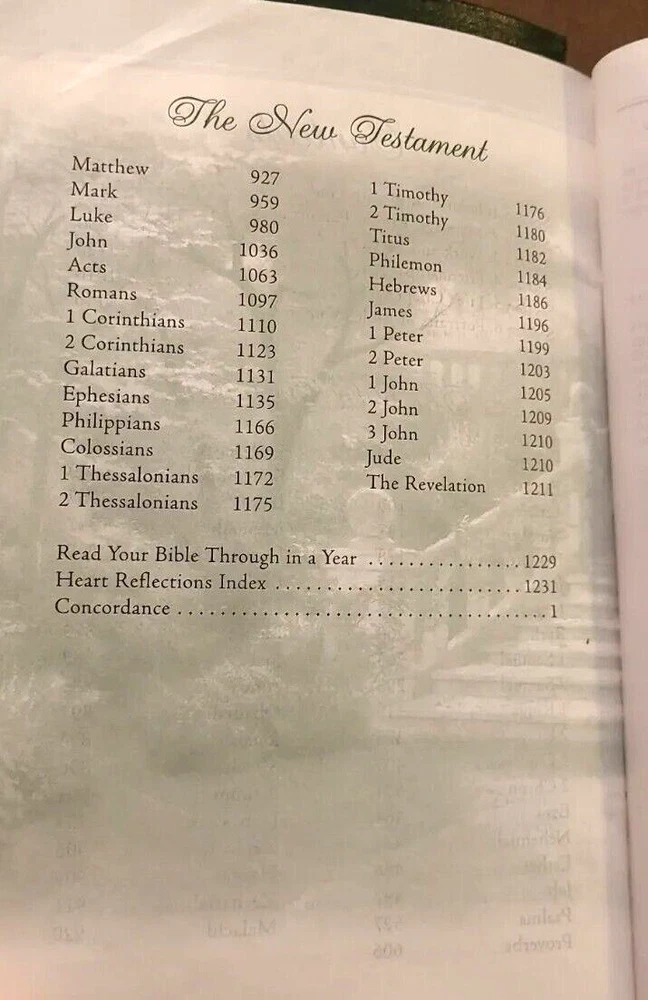 The New Testament
Matthew 927
Mark 959
Luke 980
John 1036
Acts 1063
Romans 1097
1 Corinthians 1110
2 Corinthians 1123
Galatians 1131
Ephesians 1135
Philippians 1166
Colossians 1169
1 Thessalonians 1172
2 Thessalonians 1175
1 Timothy 1176
2 Timothy 1180
Titus 1182
Philemon 1184
Hebrews 1186
James 1196
1 Peter 1199
2 Peter 1203
1 John 1205
2 John 1209
3 John 1210
Jude 1210
The Revelation 1211
Read Your Bible Through in a Year ................ 1229
Heart Reflections Index ........................... 1231
Concordance ....................................... 1